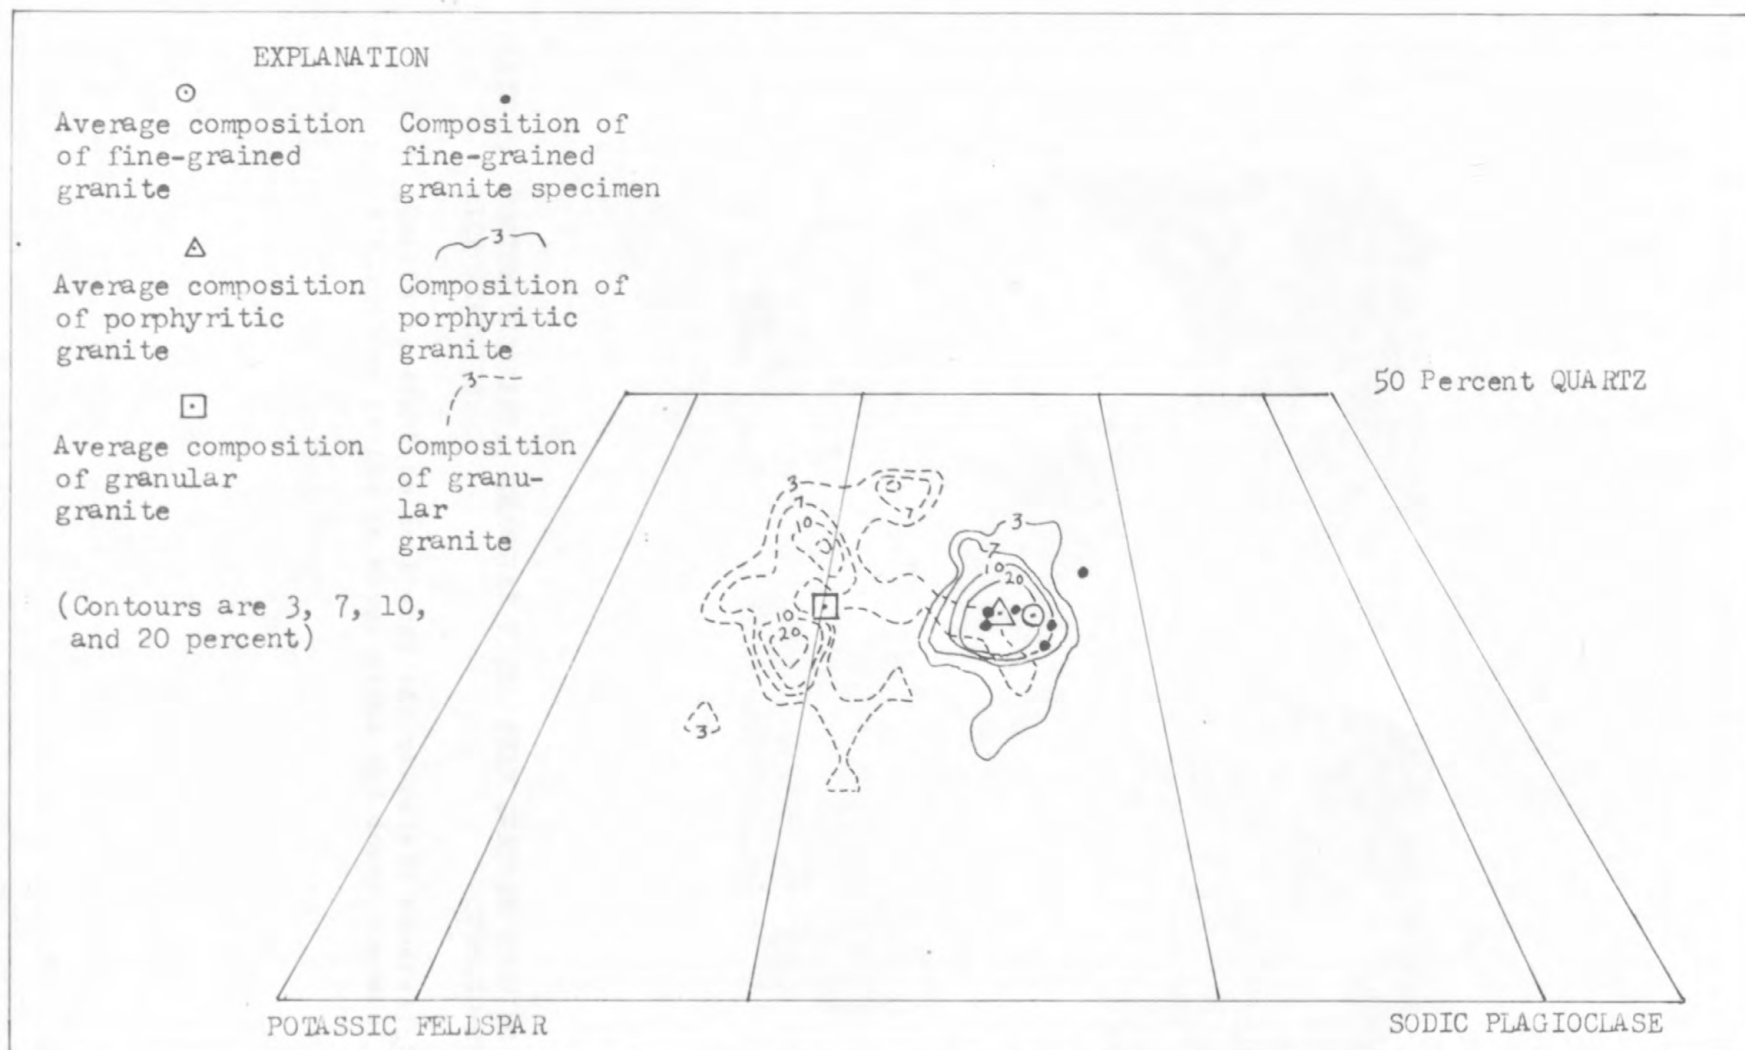 EXPLANATION
Average composition
of fine-grained
granite
Composition of
fine-grained
granite specimen
Average composition
of porphyritic
granite
3
Composition of
porphyritic
granite
Average composition
of granular
granite
3
Composition
of granu-
lar
granite
(Contours are 3, 7, 10,
and 20 percent)
50 Percent QUARTZ
3
7
10
7
3
7
10
20
10
20
3
POTASSIC FELDSPAR
SODIC PLAGIOCLASE